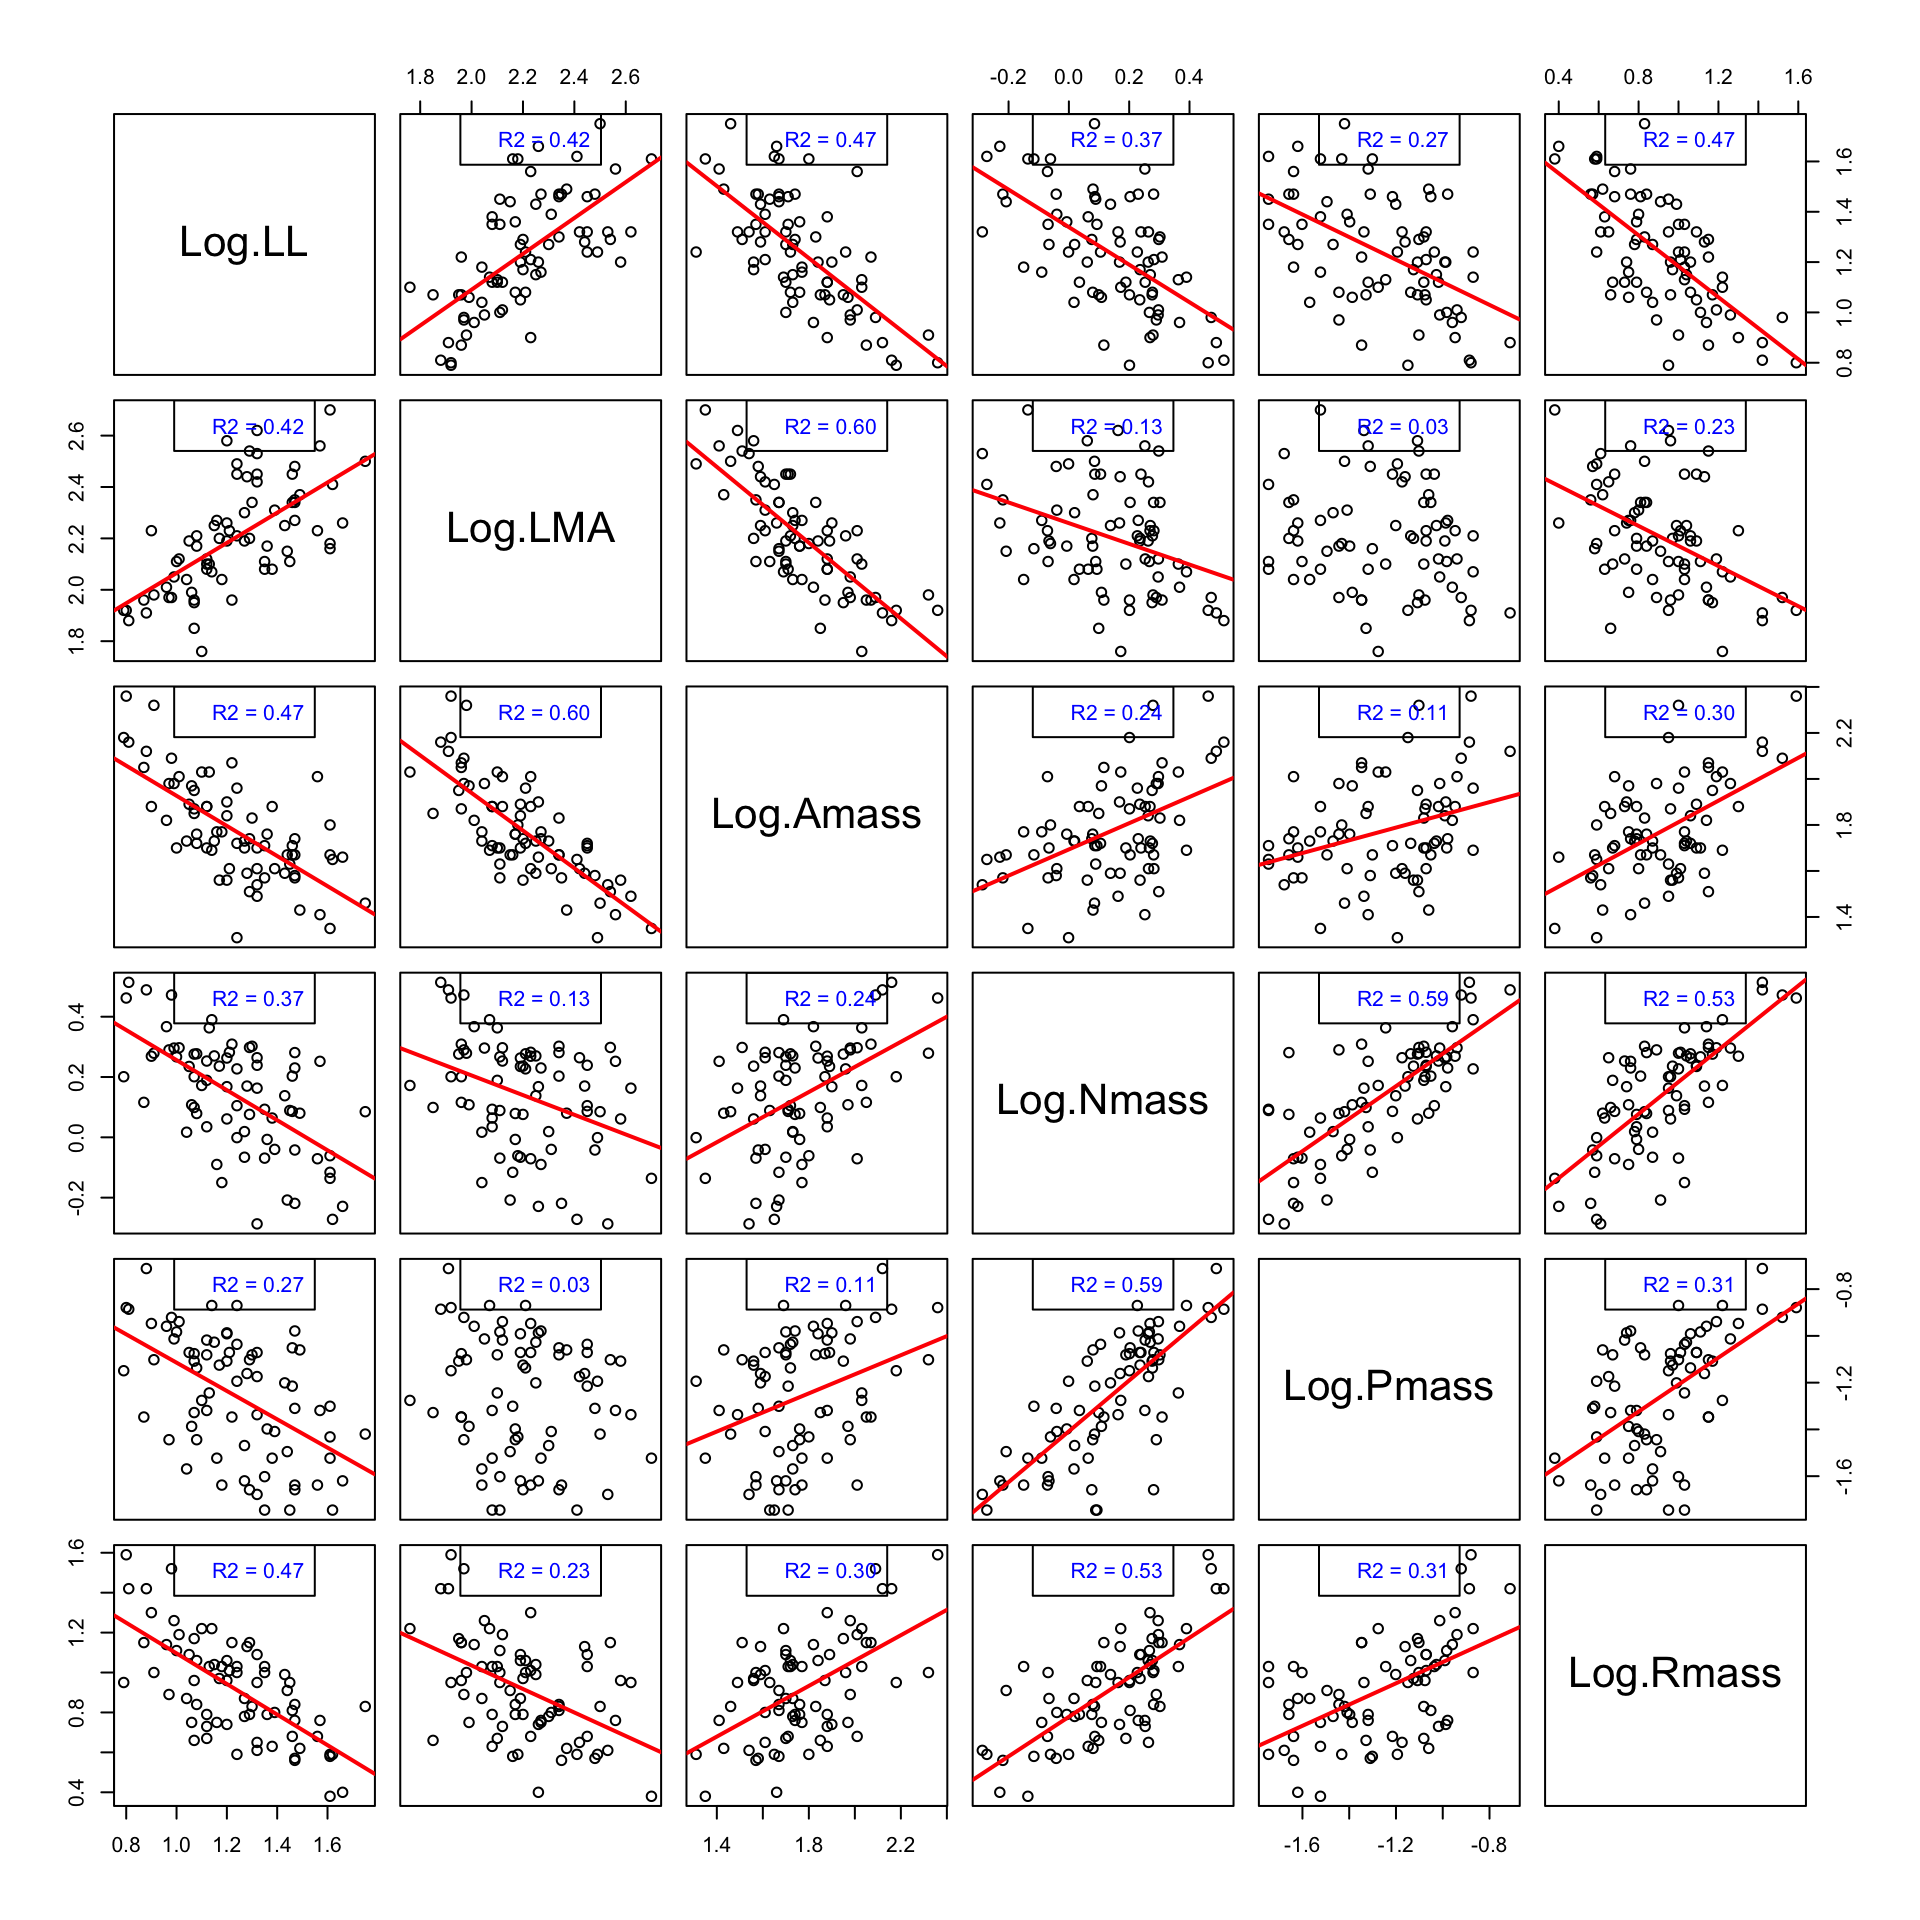 1.8 2.0 2.2 2.4 2.6 -0.2 0.0 0.2 0.4 0.4 0.8 1.2 1.6
Log.LL R2 = 0.42 R2 = 0.47 R2 = 0.37 R2 = 0.27 R2 = 0.47 0.8 1.0 1.2 1.4 1.6
1.8 2.0 2.2 2.4 2.6 R2 = 0.42 Log.LMA R2 = 0.60 R2 = 0.13 R2 = 0.03 R2 = 0.23
R2 = 0.47 R2 = 0.60 Log.Amass R2 = 0.24 R2 = 0.11 R2 = 0.30 1.4 1.8 2.2
-0.2 0.0 0.2 0.4 R2 = 0.37 R2 = 0.13 R2 = 0.24 Log.Nmass R2 = 0.59 R2 = 0.53
R2 = 0.27 R2 = 0.03 R2 = 0.11 R2 = 0.59 Log.Pmass R2 = 0.31 -1.6 -1.2 -0.8
0.4 0.8 1.2 1.6 R2 = 0.47 R2 = 0.23 R2 = 0.30 R2 = 0.53 R2 = 0.31 Log.Rmass
0.8 1.0 1.2 1.4 1.6 1.4 1.8 2.2 -1.6 -1.2 -0.8